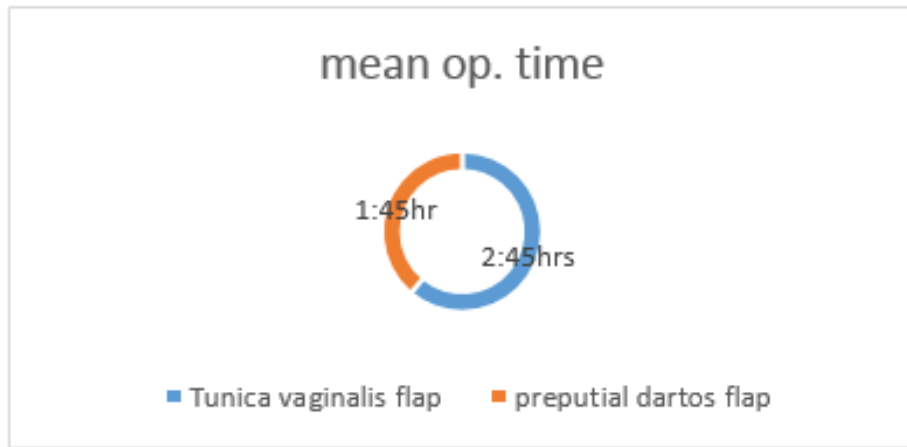 mean op. time
1:45hr
2:45hrs
Tunica vaginalis flap
preputial dartos flap